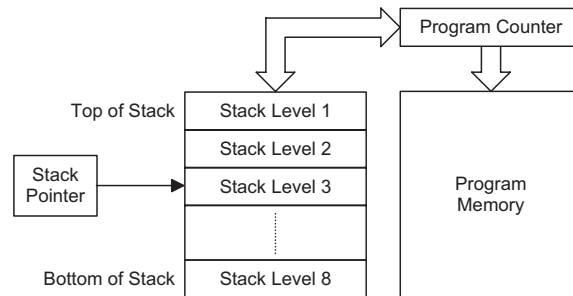 Program Counter
Top of Stack
Stack Level 1
Stack Level 2
Stack
Pointer
Stack Level 3
Program
Memory
Bottom of Stack
Stack Level 8